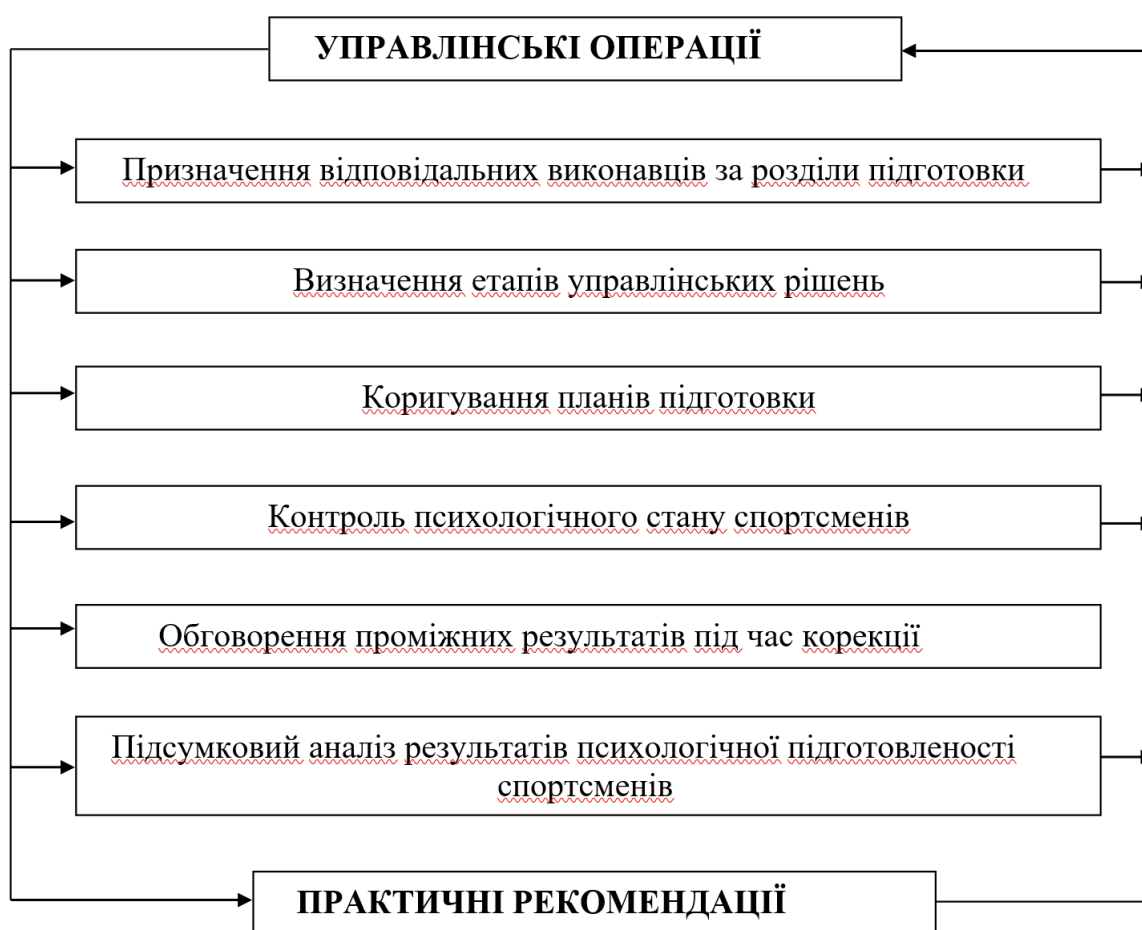 УПРАВЛІНСЬКІ ОПЕРАЦІЇ
Призначення відповідальних виконавців за розділи підготовки
Визначення етапів управлінських рішень
Коригування планів підготовки
Контроль психологічного стану спортсменів
Обговорення проміжних результатів під час корекції
Підсумковий аналіз результатів психологічної підготовленості
спортсменів
ПРАКТИЧНІ РЕКОМЕНДАЦІЇ